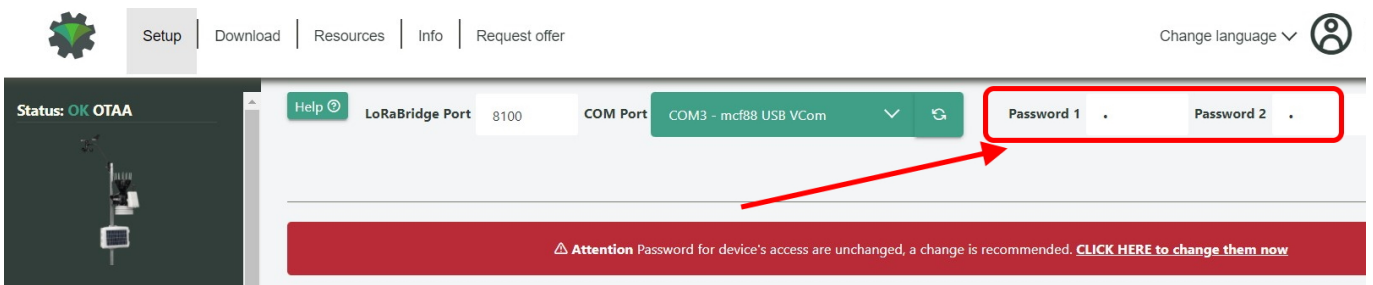 Setup Download Resources Info Request offer Change language
Status: OK OTAA
Help LoRaBridge Port 8100 COM Port COM3 - mcf88 USB VCom Password 1 • Password 2 •
Attention Password for device's access are unchanged, a change is recommended. CLICK HERE to change them now